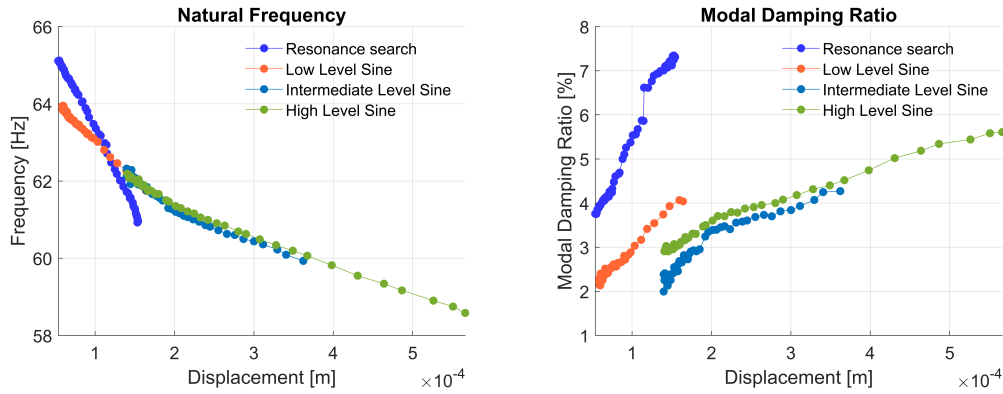 Natural Frequency
66
64
62
60
58
Frequency [Hz]
Resonance search
Low Level Sine
Intermediate Level Sine
High Level Sine
1
2
3
4
5
Displacement [m]
×10⁻⁴
Modal Damping Ratio
8
7
6
5
4
3
2
1
Modal Damping Ratio [%]
Resonance search
Low Level Sine
Intermediate Level Sine
High Level Sine
1
2
3
4
5
Displacement [m]
×10⁻⁴